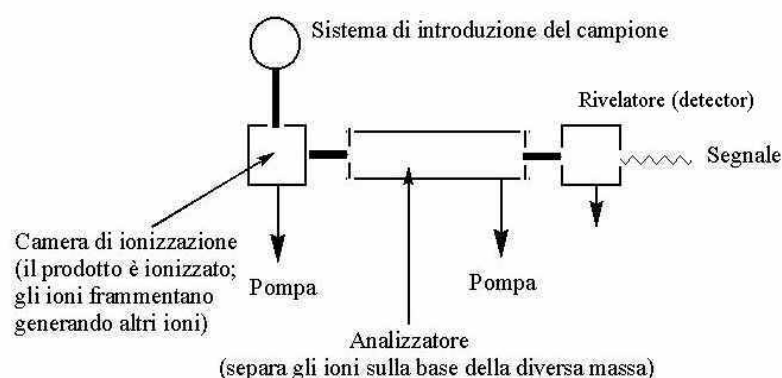 Sistema di introduzione del campione
Rivelatore (detector)
Segnale
Camera di ionizzazione
(il prodotto è ionizzato;
gli ioni frammentano
generando altri ioni)
Pompa
Pompa
Analizzatore
(separa gli ioni sulla base della diversa massa)